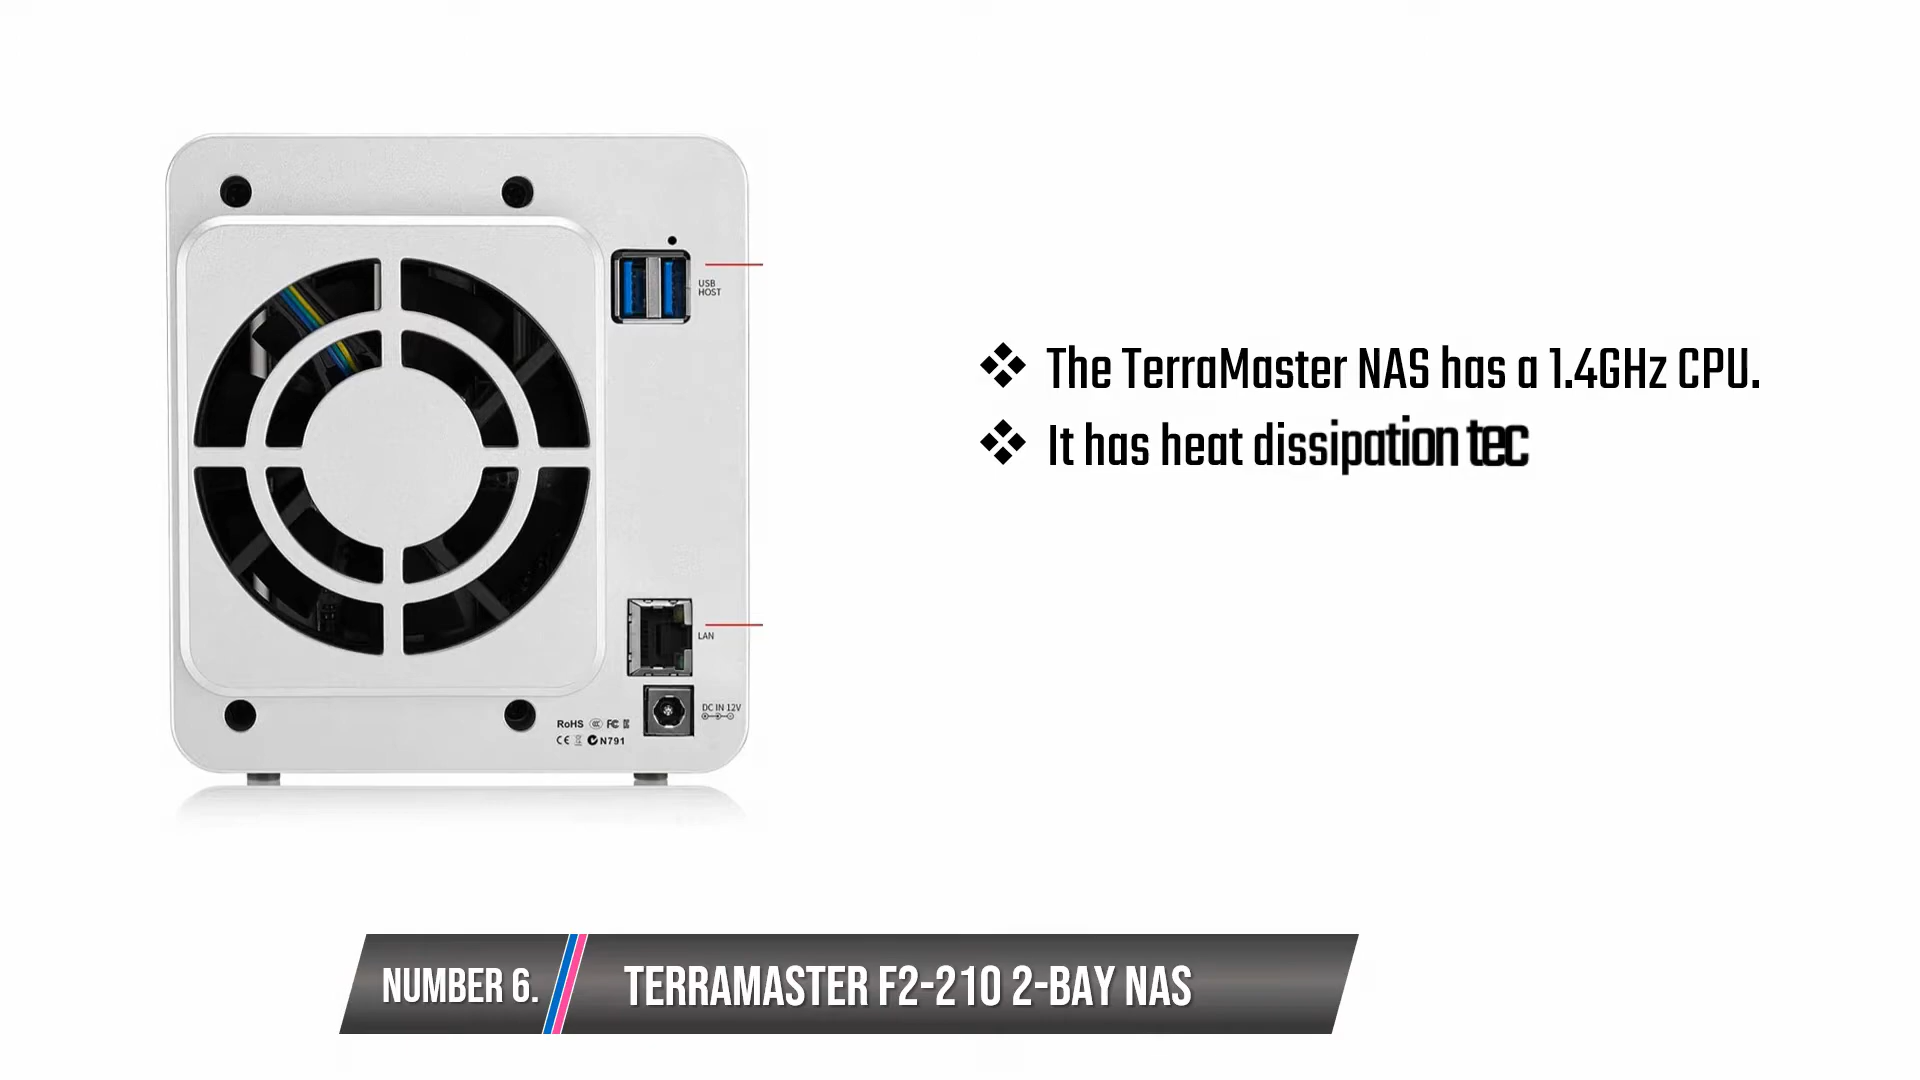 USB
HOST
❖ The TerraMaster NAS has a 1.4GHz CPU.
❖ It has heat dissipation tec
LAN
DC IN 12V
RoHS FC
CE N791
NUMBER 6. TERRAMASTER F2-210 2-BAY NAS